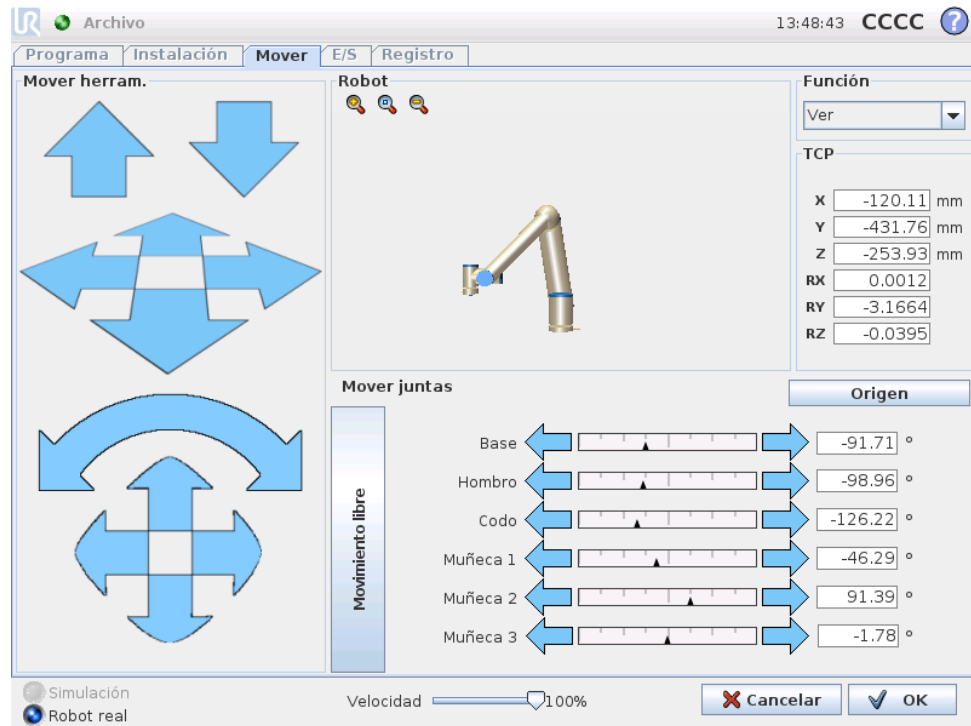 UR Archivo 13:48:43 CCCC ?
Programa Instalación Mover E/S Registro
Mover herram.
Robot
Función
Ver
TCP
X -120.11 mm
Y -431.76 mm
Z -253.93 mm
RX 0.0012
RY -3.1664
RZ -0.0395
Mover juntas
Origen
Movimiento libre
Base -91.71 °
Hombro -98.96 °
Codo -126.22 °
Muñeca 1 -46.29 °
Muñeca 2 91.39 °
Muñeca 3 -1.78 °
Simulación
Robot real
Velocidad 100%
Cancelar
OK